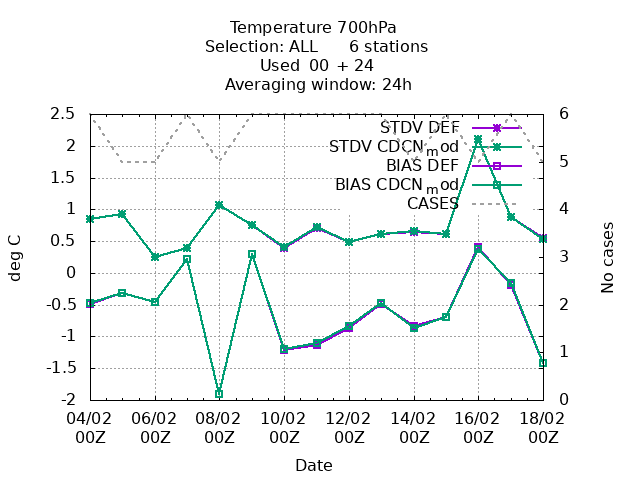 Temperature 700hPa
Selection: ALL 6 stations
Used 00 + 24
Averaging window: 24h
2.5
2
1.5
1
0.5
0
-0.5
-1
-1.5
-2
deg C
6
5
4
3
2
1
0
No cases
STDV DEF
STDV CDCN_mod
BIAS DEF
BIAS CDCN_mod
CASES
04/02 06/02 08/02 10/02 12/02 14/02 16/02 18/02
00Z 00Z 00Z 00Z 00Z 00Z 00Z 00Z
Date